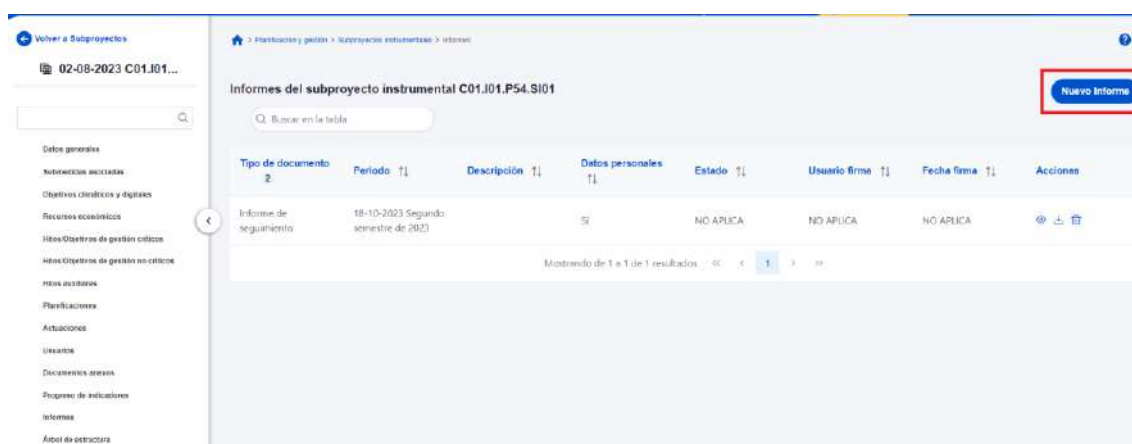 Volver a Subproyectos
02-08-2023 C01.I01...
Datos generales
Submedidas asociadas
Objetivos climáticos y digitales
Recursos económicos
Hitos/Objetivos de gestión críticos
Hitos/Objetivos de gestión no críticos
Hitos auxiliares
Planificaciones
Actuaciones
Usuarios
Documentos anexos
Progreso de indicadores
Informes
Árbol de estructura
> Planificación y gestión > Subproyectos instrumentales > Informes
Informes del subproyecto instrumental C01.I01.P54.SI01
Nuevo Informe
Buscar en la tabla
Tipo de documento 2 Periodo Descripción Datos personales Estado Usuario firma Fecha firma Acciones
Informe de seguimiento 18-10-2023 Segundo semestre de 2023 Sí NO APLICA NO APLICA NO APLICA
Mostrando de 1 a 1 de 1 resultados << < 1 > >>